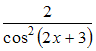 2
cos²(2x + 3)